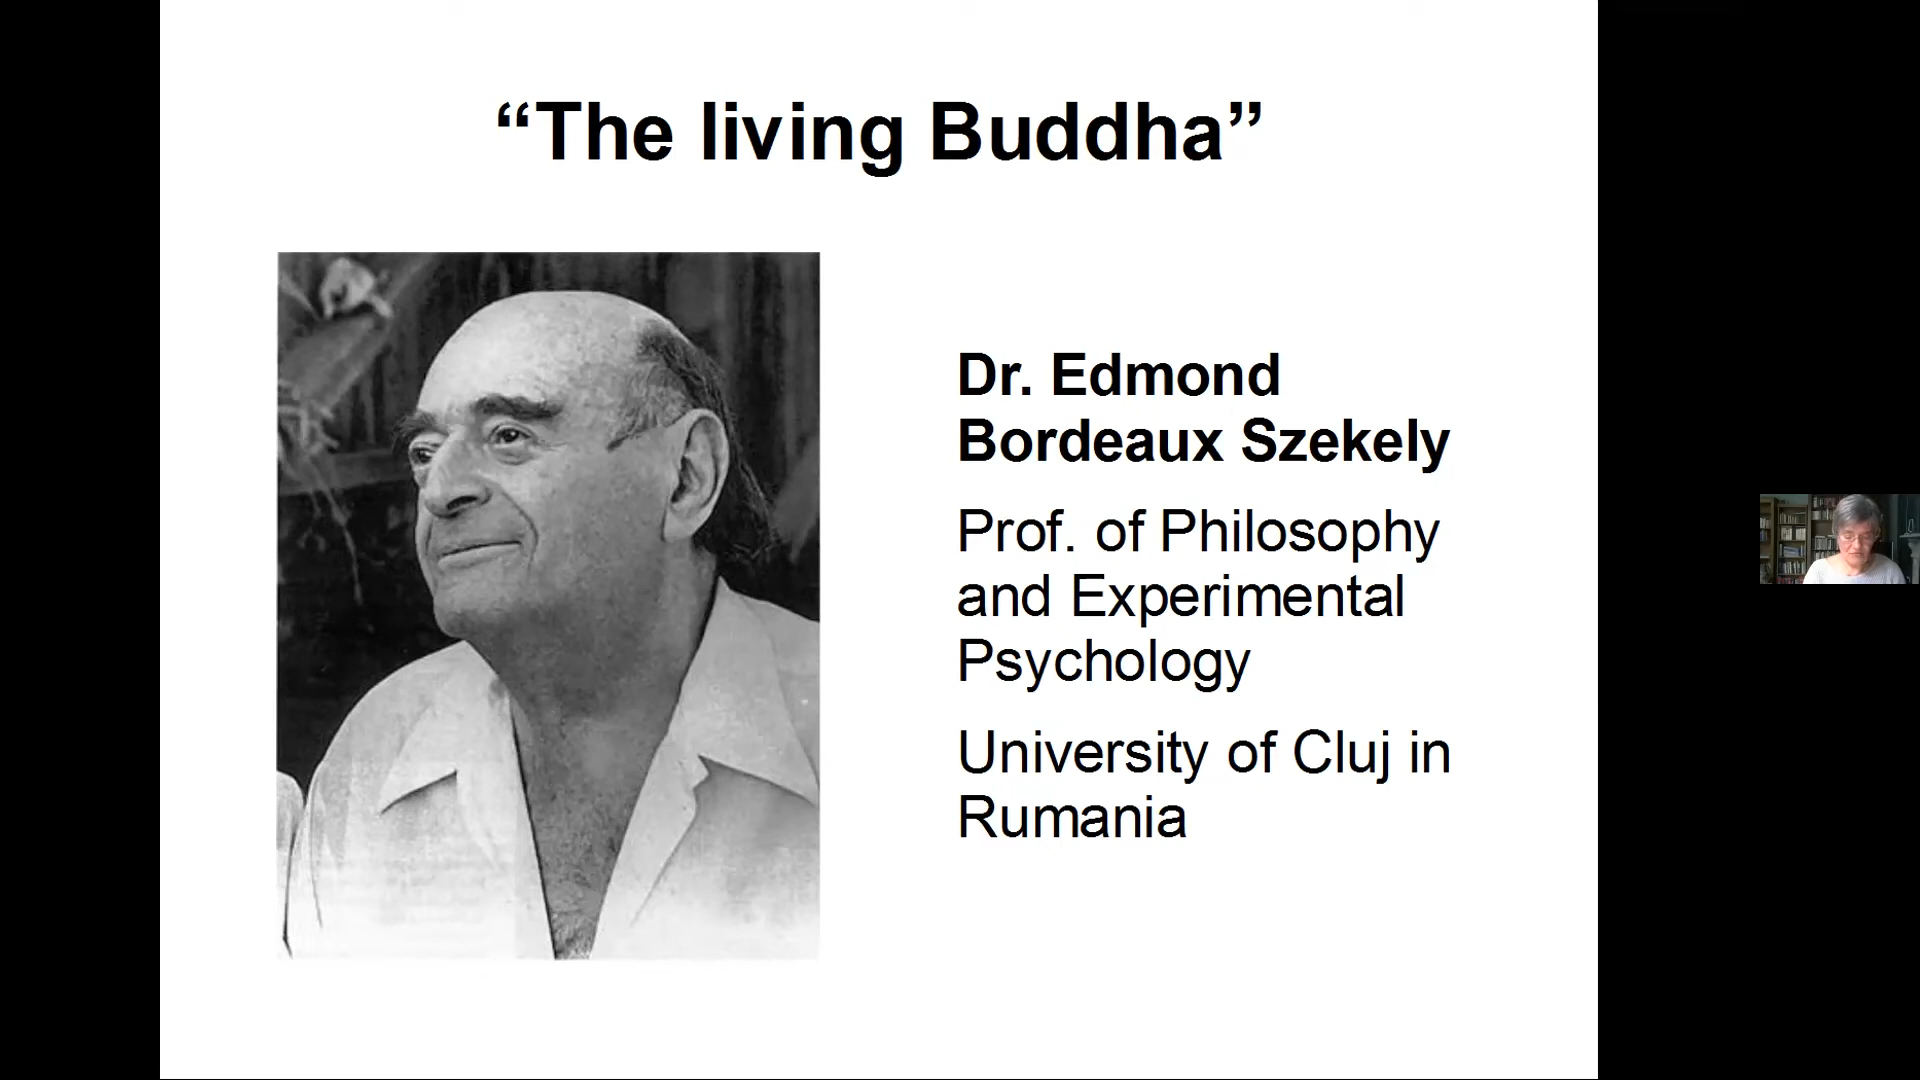 “The living Buddha”
Dr. Edmond
Bordeaux Szekely
Prof. of Philosophy
and Experimental
Psychology
University of Cluj in
Rumania